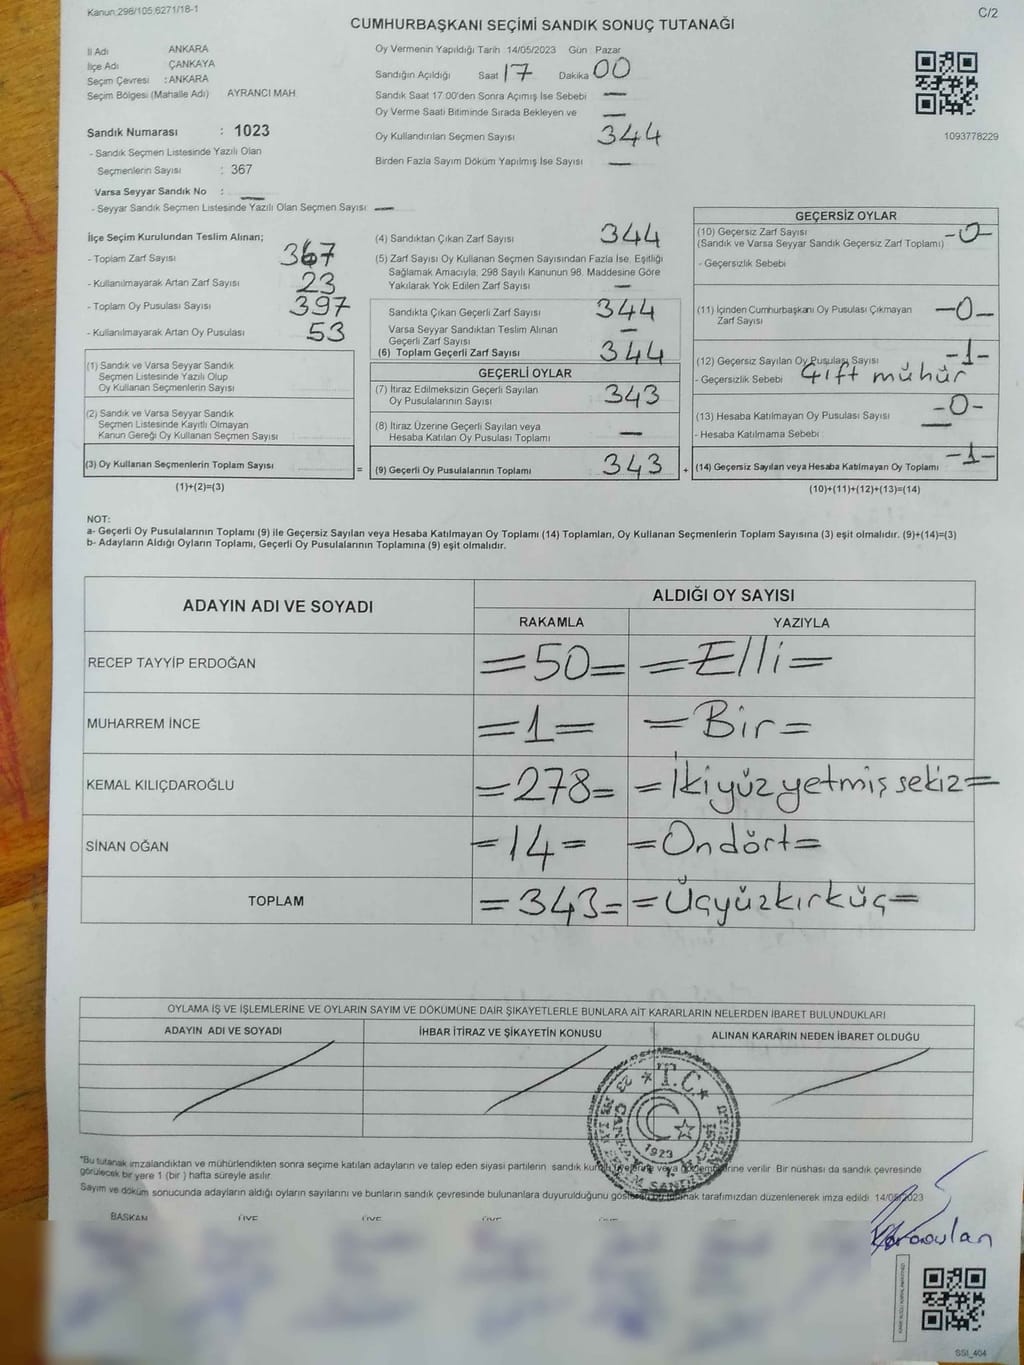 Kanun:298/105,6271/18-1
C/2
CUMHURBAŞKANI SEÇİMİ SANDIK SONUÇ TUTANAĞI
İl Adı ANKARA
İlçe Adı ÇANKAYA
Seçim Çevresi : ANKARA
Seçim Bölgesi (Mahalle Adı) AYRANCI MAH
Sandık Numarası : 1023
- Sandık Seçmen Listesinde Yazılı Olan
Seçmenlerin Sayısı : 367
Varsa Seyyar Sandık No : —
- Seyyar Sandık Seçmen Listesinde Yazılı Olan Seçmen Sayısı —
Oy Vermenin Yapıldığı Tarih 14/05/2023 Gün : Pazar
Sandığın Açıldığı Saat 17 Dakika 00
Sandık Saat 17:00'den Sonra Açımış İse Sebebi —
Oy Verme Saati Bitiminde Sırada Bekleyen ve —
Oy Kullandırılan Seçmen Sayısı 344
Birden Fazla Sayım Döküm Yapılmış İse Sayısı —
1093778229
İlçe Seçim Kurulundan Teslim Alınan;
- Toplam Zarf Sayısı 367
- Kullanılmayarak Artan Zarf Sayısı 23
- Toplam Oy Pusulası Sayısı 397
- Kullanılmayarak Artan Oy Pusulası 53
(1) Sandık ve Varsa Seyyar Sandık
Seçmen Listesinde Yazılı Olup
Oy Kullanan Seçmenlerin Sayısı
(2) Sandık ve Varsa Seyyar Sandık
Seçmen Listesinde Kayıtlı Olmayan
Kanun Gereği Oy Kullanan Seçmen Sayısı
(3) Oy Kullanan Seçmenlerin Toplam Sayısı =
(1)+(2)=(3)
(4) Sandıktan Çıkan Zarf Sayısı 344
(5) Zarf Sayısı Oy Kullanan Seçmen Sayısından Fazla İse, Eşitliği
Sağlamak Amacıyla, 298 Sayılı Kanunun 98. Maddesine Göre
Yakılarak Yok Edilen Zarf Sayısı —
Sandıkta Çıkan Geçerli Zarf Sayısı 344
Varsa Seyyar Sandıktan Teslim Alınan
Geçerli Zarf Sayısı —
(6) Toplam Geçerli Zarf Sayısı 344
GEÇERLİ OYLAR
(7) İtiraz Edilmeksizin Geçerli Sayılan
Oy Pusulalarının Sayısı 343
(8) İtiraz Üzerine Geçerli Sayılan veya
Hesaba Katılan Oy Pusulası Toplamı —
(9) Geçerli Oy Pusulalarının Toplamı 343 +
GEÇERSİZ OYLAR
(10) Geçersiz Zarf Sayısı -0-
(Sandık ve Varsa Seyyar Sandık Geçersiz Zarf Toplamı)
- Geçersizlik Sebebi
(11) İçinden Cumhurbaşkanı Oy Pusulası Çıkmayan -0-
Zarf Sayısı
(12) Geçersiz Sayılan Oy Pusulası Sayısı -1-
- Geçersizlik Sebebi Çift mühür
(13) Hesaba Katılmayan Oy Pusulası Sayısı -0-
- Hesaba Katılmama Sebebi —
(14) Geçersiz Sayılan veya Hesaba Katılmayan Oy Toplamı -1-
(10)+(11)+(12)+(13)=(14)
NOT:
a- Geçerli Oy Pusulalarının Toplamı (9) ile Geçersiz Sayılan veya Hesaba Katılmayan Oy Toplamı (14) Toplamları, Oy Kullanan Seçmenlerin Toplam Sayısına (3) eşit olmalıdır. (9)+(14)=(3)
b- Adayların Aldığı Oyların Toplamı, Geçerli Oy Pusulalarının Toplamına (9) eşit olmalıdır.
ADAYIN ADI VE SOYADI ALDIĞI OY SAYISI
RAKAMLA YAZIYLA
RECEP TAYYİP ERDOĞAN =50= =Elli=
MUHARREM İNCE =1= =Bir=
KEMAL KILIÇDAROĞLU =278= =İkiyüzyetmişsekiz=
SİNAN OĞAN =14= =Ondört=
TOPLAM =343= =Üçyüzkırküç=
OYLAMA İŞ VE İŞLEMLERİNE VE OYLARIN SAYIM VE DÖKÜMÜNE DAİR ŞİKAYETLERLE BUNLARA AİT KARARLARIN NELERDEN İBARET BULUNDUKLARI
ADAYIN ADI VE SOYADI İHBAR İTİRAZ VE ŞİKAYETİN KONUSU ALINAN KARARIN NEDEN İBARET OLDUĞU
T.C.
1923
*Bu tutanak imzalandıktan ve mühürlendikten sonra seçime katılan adayların ve talep eden siyasi partilerin sandık kurulu üyelerine veya gözlemcilerine verilir. Bir nüshası da sandık çevresinde
görülecek bir yere 1 (bir) hafta süreyle asılır.
Sayım ve döküm sonucunda adayların aldığı oyların sayılarını ve bunların sandık çevresinde bulunanlara duyurulduğunu gösteren bu tutanak tarafımızdan düzenlenerek imza edildi. 14/05/2023
BAŞKAN ÜYE ÜYE ÜYE ÜYE
SSI_404